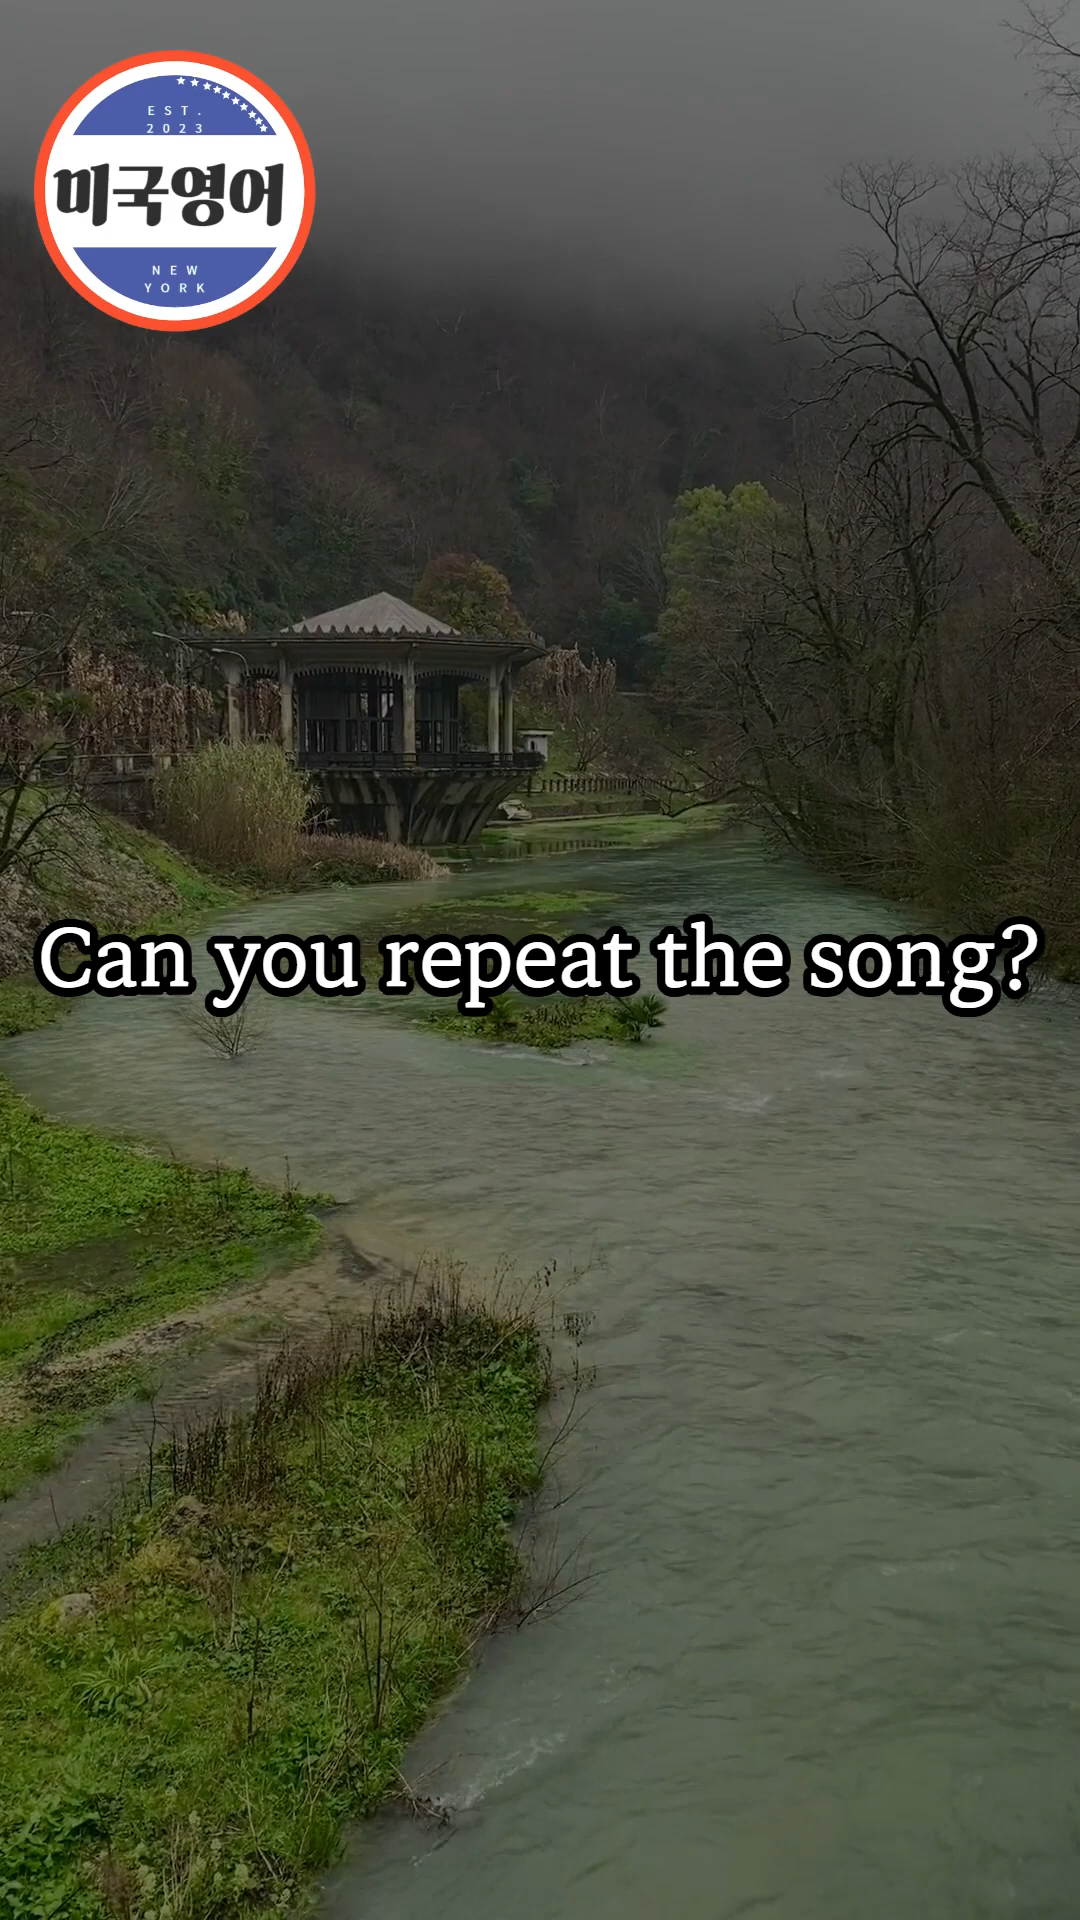 EST.
2023
미국영어
NEW
YORK
Can you repeat the song?